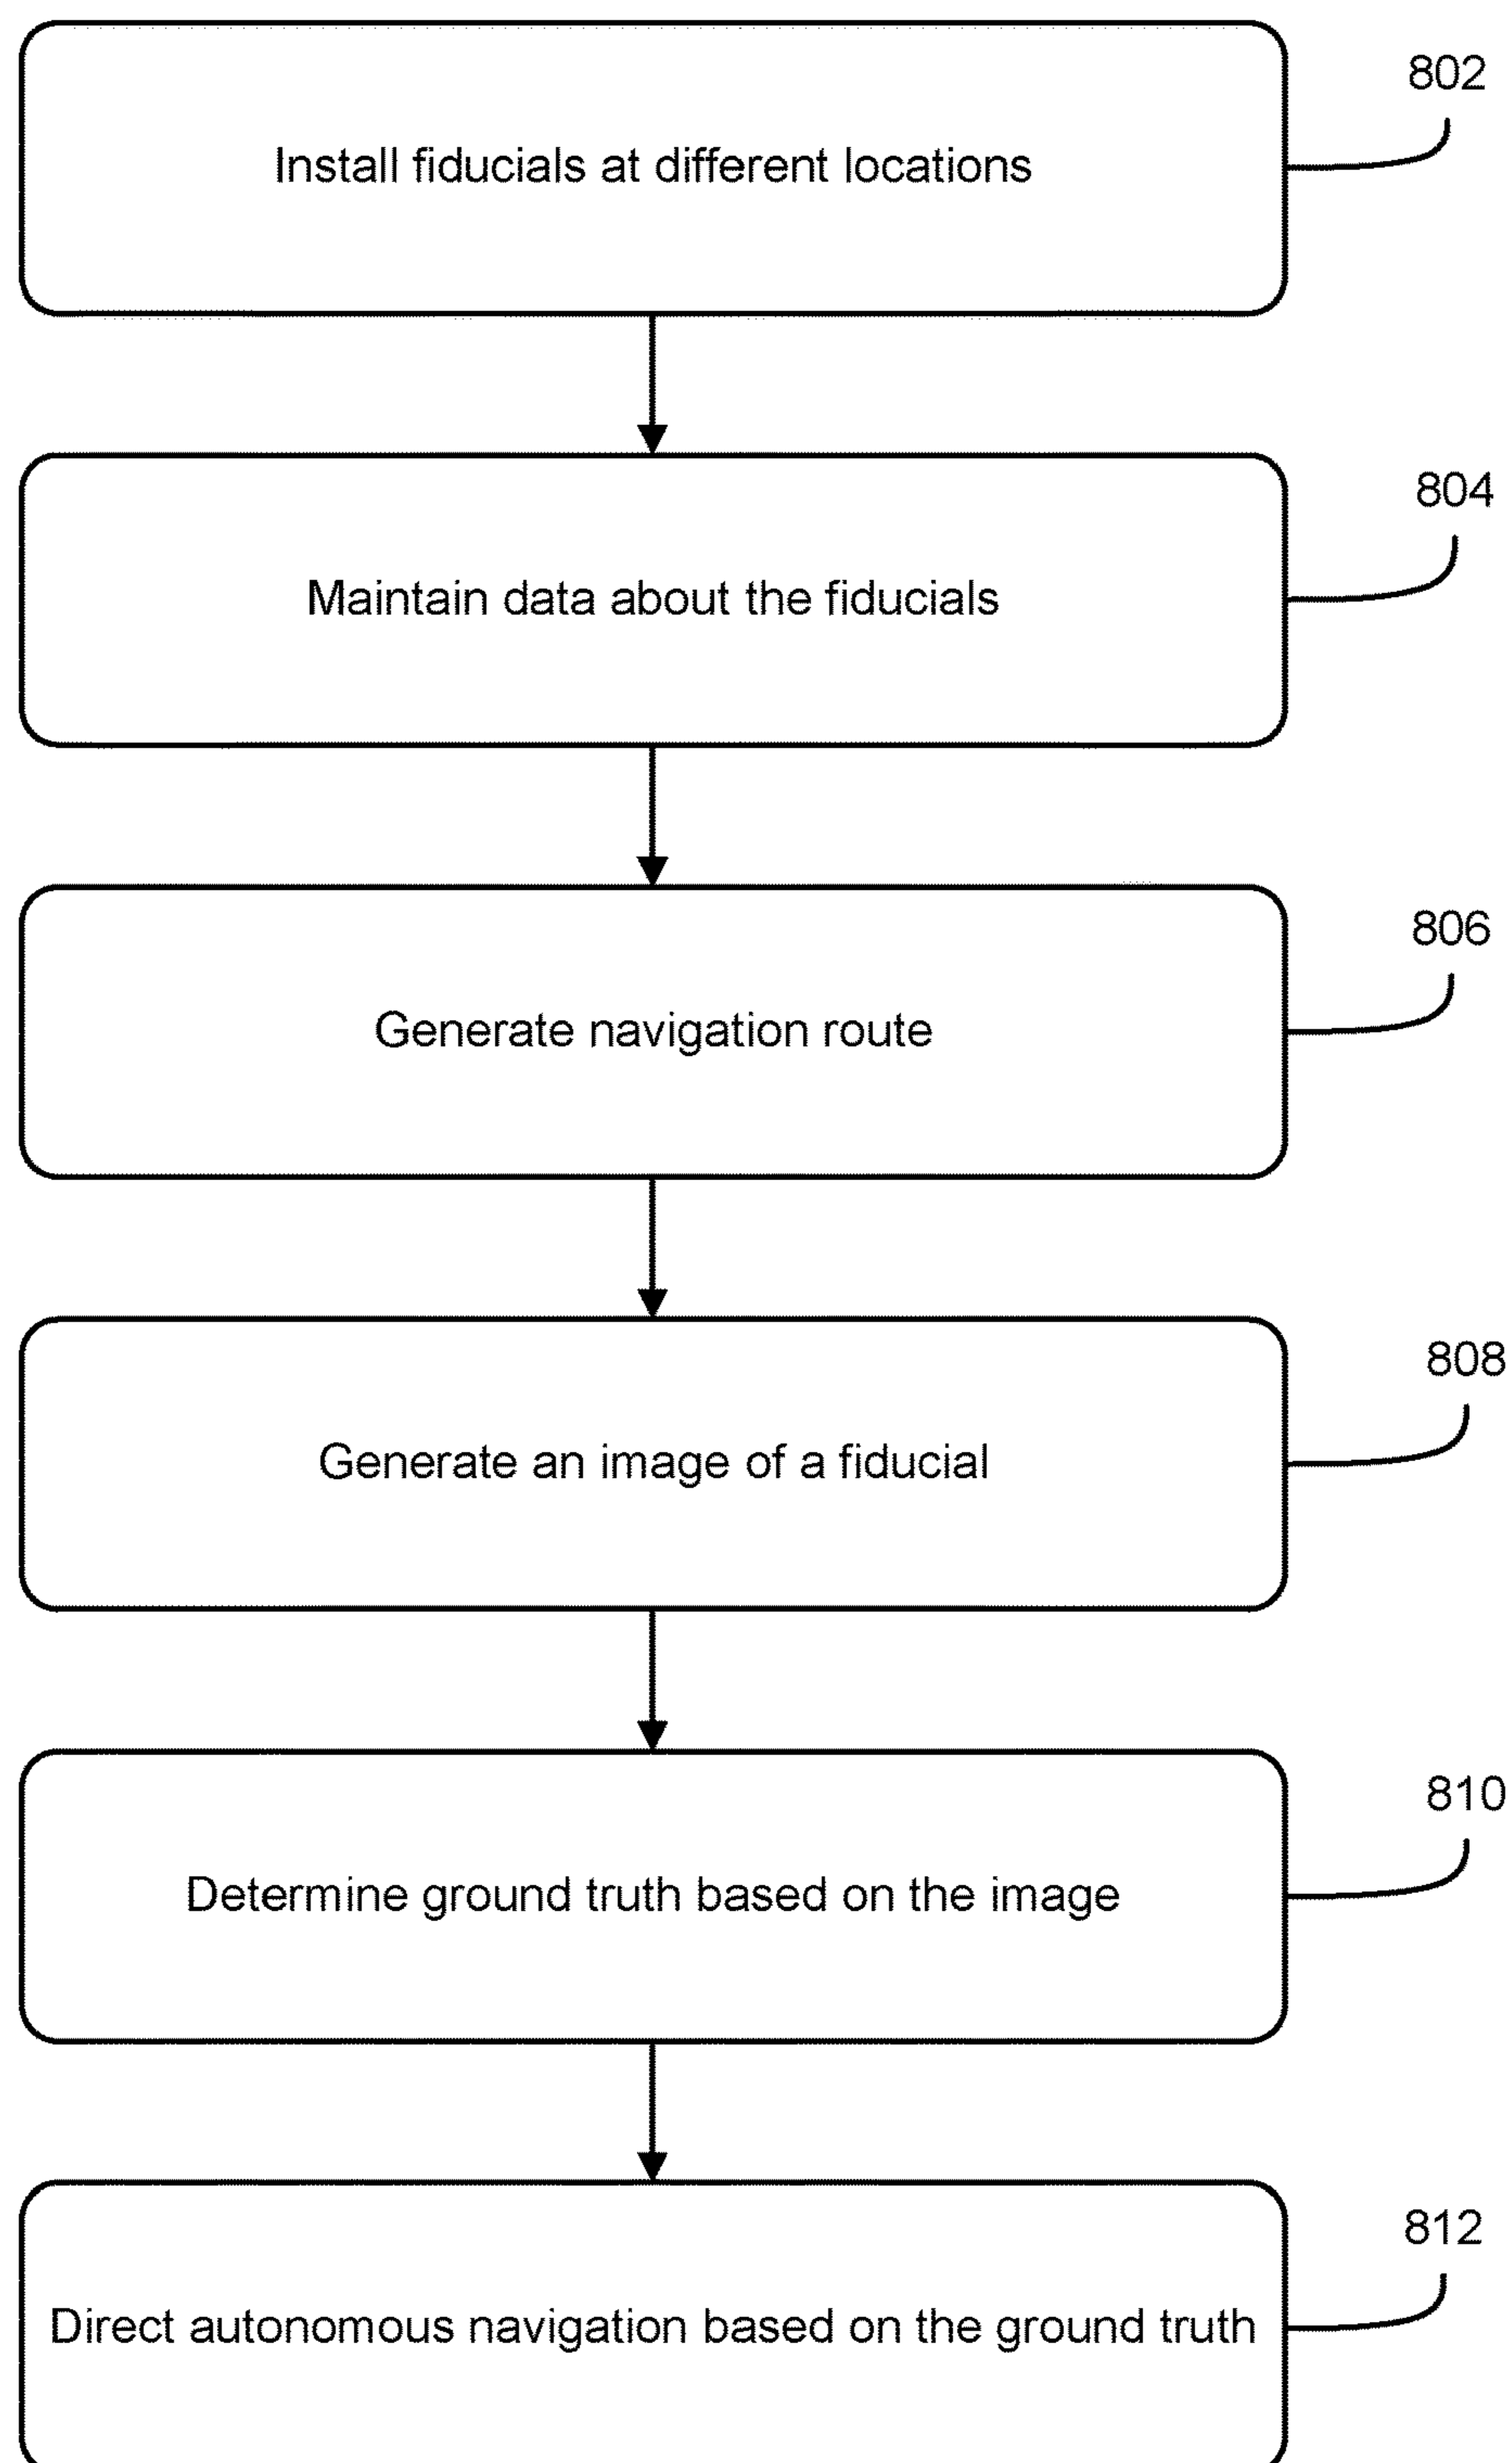 802
Install fiducials at different locations
804
Maintain data about the fiducials
806
Generate navigation route
808
Generate an image of a fiducial
810
Determine ground truth based on the image
812
Direct autonomous navigation based on the ground truth